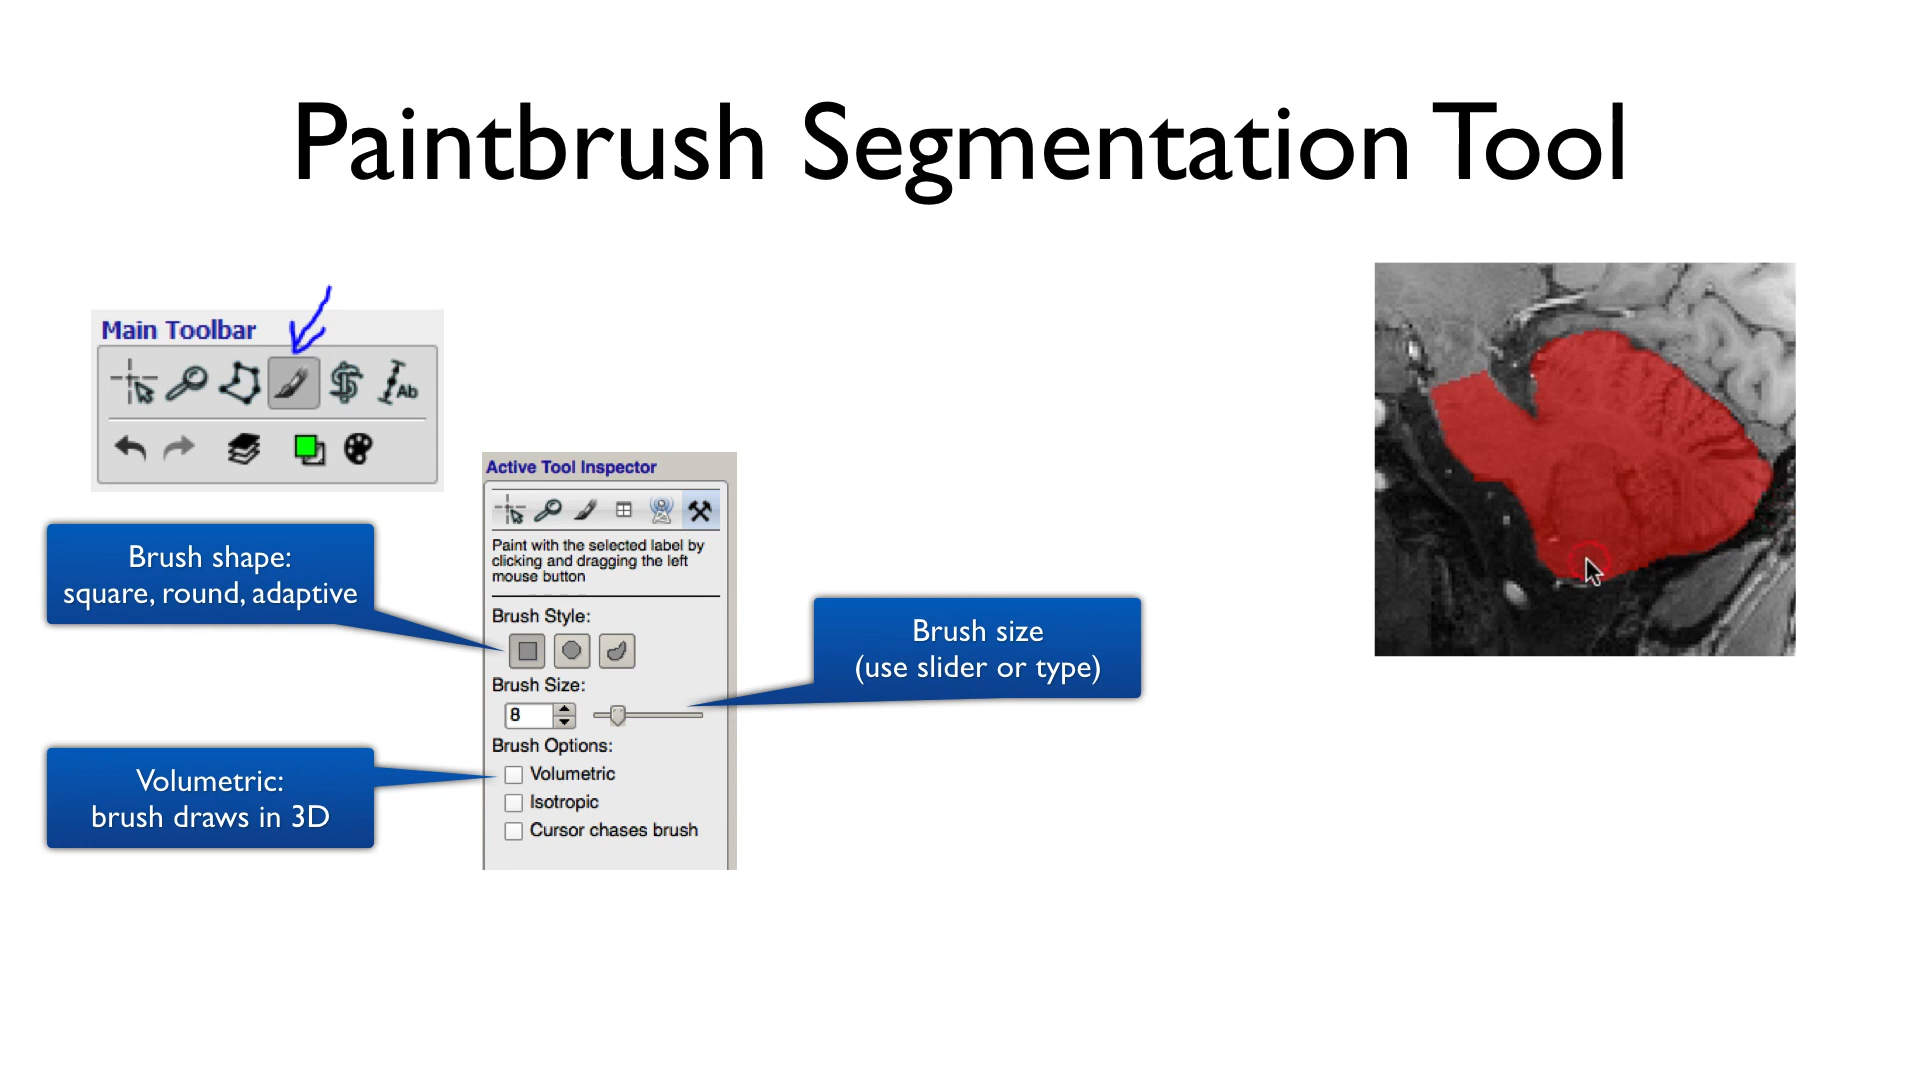 Paintbrush Segmentation Tool
Main Toolbar
Ab
Active Tool Inspector
Paint with the selected label by
clicking and dragging the left
mouse button
Brush Style:
Brush Size:
8
Brush Options:
Volumetric
Isotropic
Cursor chases brush
Brush shape:
square, round, adaptive
Brush size
(use slider or type)
Volumetric:
brush draws in 3D